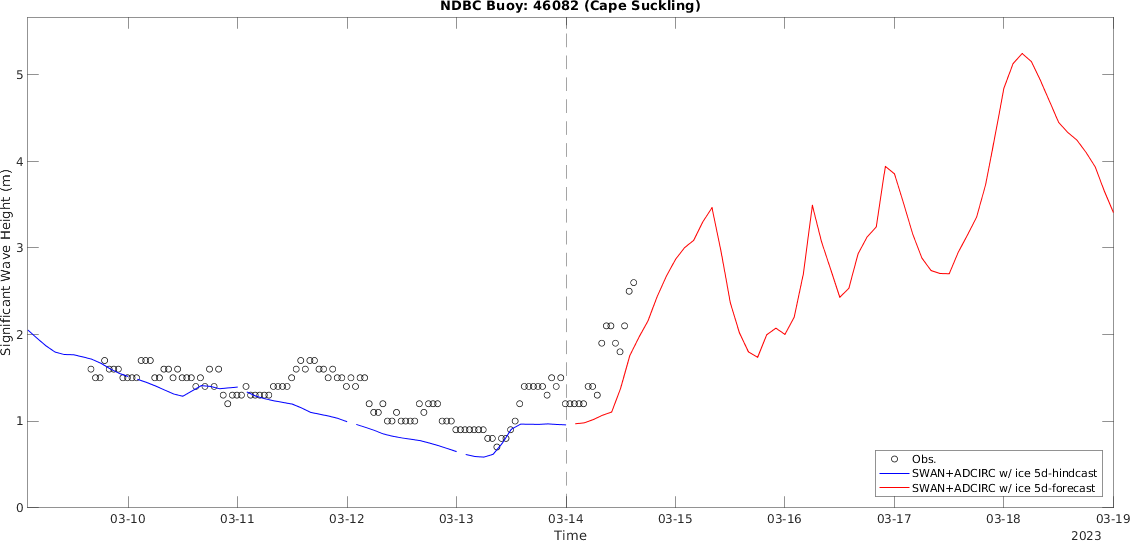 NDBC Buoy: 46082 (Cape Suckling)
Significant Wave Height (m)
5
4
3
2
1
0
Obs.
SWAN+ADCIRC w/ ice 5d-hindcast
SWAN+ADCIRC w/ ice 5d-forecast
03-10 03-11 03-12 03-13 03-14 03-15 03-16 03-17 03-18 03-19
Time
2023